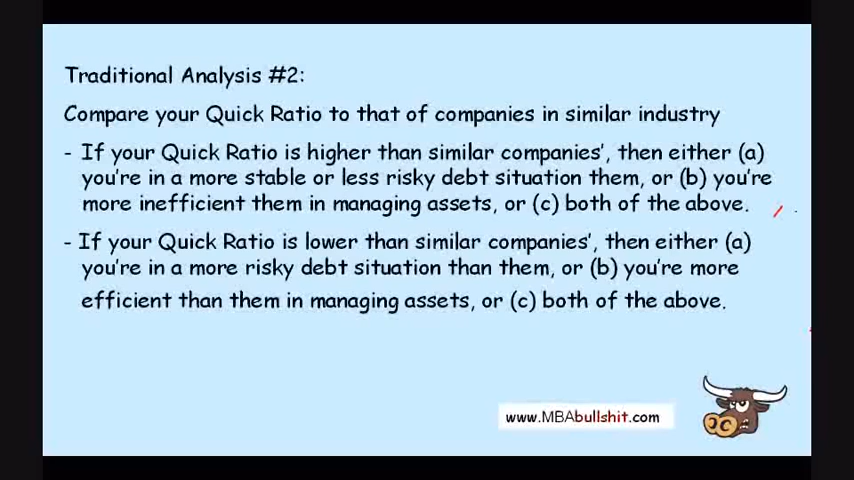 Traditional Analysis #2:
Compare your Quick Ratio to that of companies in similar industry
- If your Quick Ratio is higher than similar companies', then either (a)
you're in a more stable or less risky debt situation them, or (b) you're
more inefficient them in managing assets, or (c) both of the above.
- If your Quick Ratio is lower than similar companies', then either (a)
you're in a more risky debt situation than them, or (b) you're more
efficient than them in managing assets, or (c) both of the above.
www.MBAbullshit.com